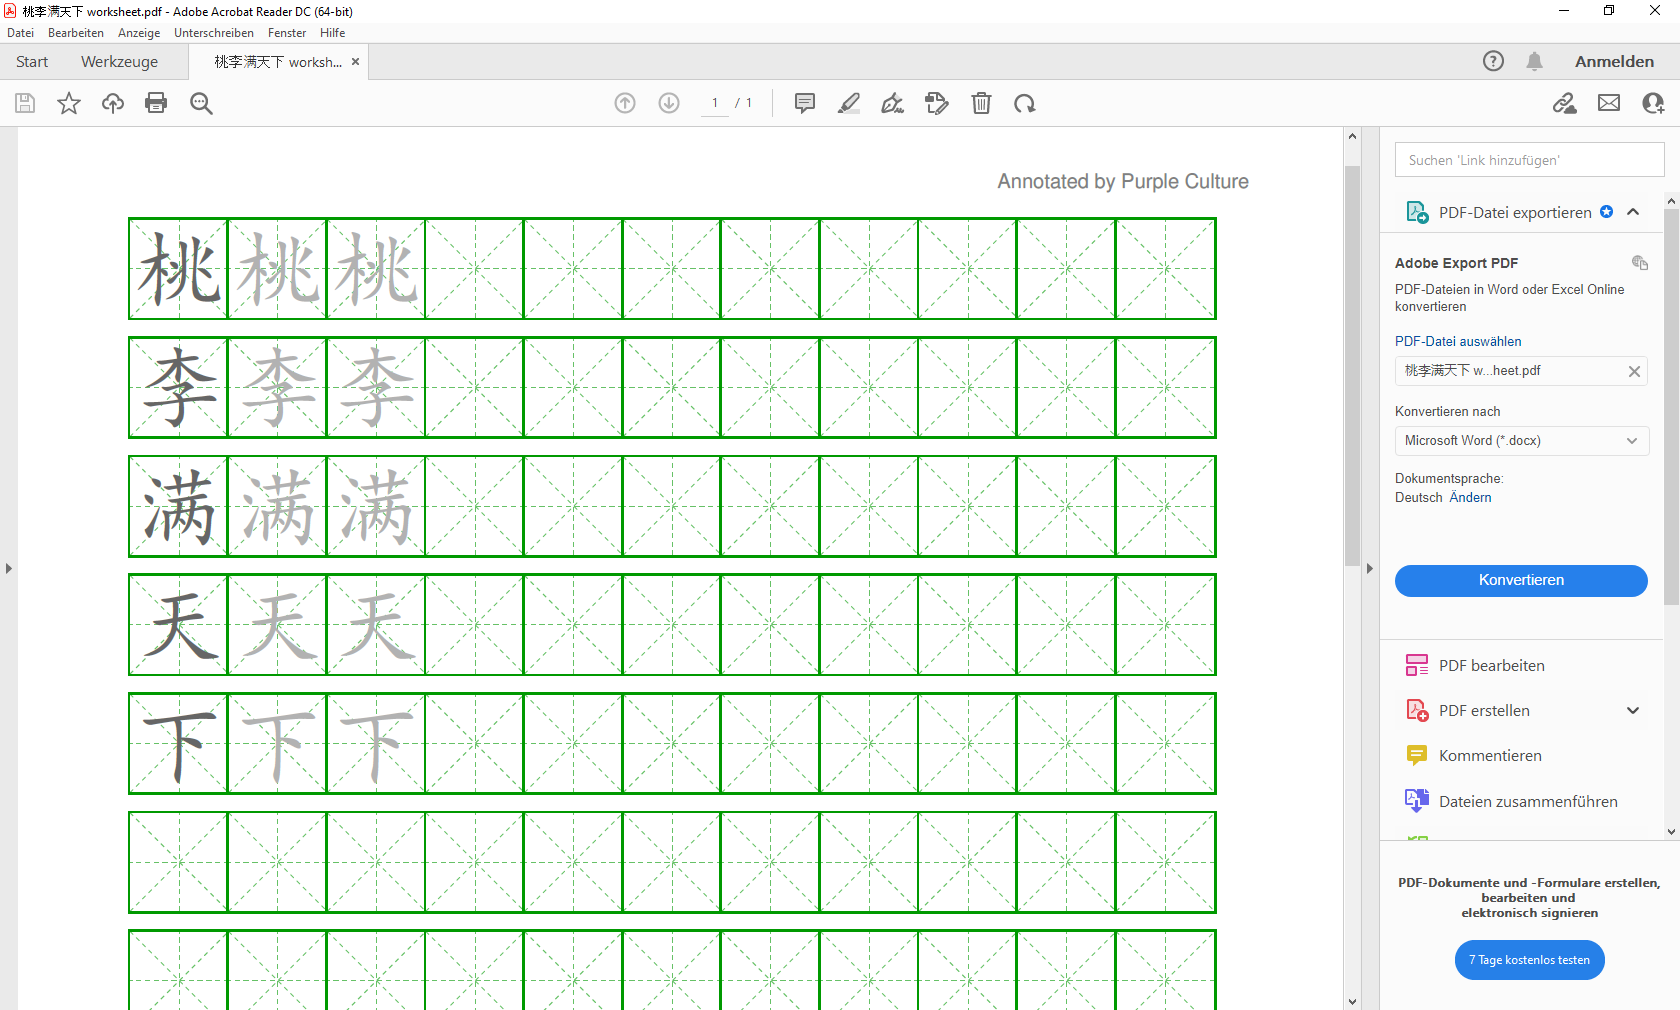 桃李满天下 worksheet.pdf - Adobe Acrobat Reader DC (64-bit)
Datei Bearbeiten Anzeige Unterschreiben Fenster Hilfe
Start Werkzeuge 桃李满天下 worksh... × Anmelden
1 / 1
Annotated by Purple Culture
桃桃桃
李李李
满满满
天天天
下下下
Suchen 'Link hinzufügen'
PDF-Datei exportieren
Adobe Export PDF
PDF-Dateien in Word oder Excel Online
konvertieren
PDF-Datei auswählen
桃李满天下 w...heet.pdf
Konvertieren nach
Microsoft Word (*.docx)
Dokumentsprache:
Deutsch Ändern
Konvertieren
PDF bearbeiten
PDF erstellen
Kommentieren
Dateien zusammenführen
PDF-Dokumente und -Formulare erstellen,
bearbeiten und
elektronisch signieren
7 Tage kostenlos testen